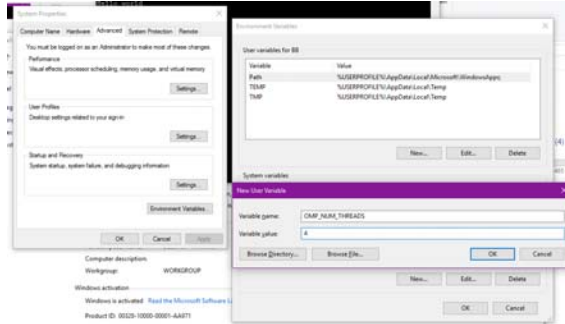 Hello world
System Properties
Computer Name Hardware Advanced System Protection Remote
You must be logged on as an Administrator to make most of these changes.
Performance
Visual effects, processor scheduling, memory usage, and virtual memory
Settings...
User Profiles
Desktop settings related to your sign-in
Settings...
Startup and Recovery
System startup, system failure, and debugging information
Settings...
Environment Variables...
OK Cancel Apply
Computer description:
Workgroup: WORKGROUP
Windows activation
Windows is activated Read the Microsoft Software L
Product ID: 00320-10000-00001-AA071
Environment Variables
User variables for BB
Variable Value
Path %USERPROFILE%\AppData\Local\Microsoft\WindowsApps;
TEMP %USERPROFILE%\AppData\Local\Temp
TMP %USERPROFILE%\AppData\Local\Temp
New... Edit... Delete
System variables
New User Variable
Variable name: OMP_NUM_THREADS
Variable value: 4
Browse Directory... Browse File... OK Cancel
New... Edit... Delete
OK Cancel
(4)